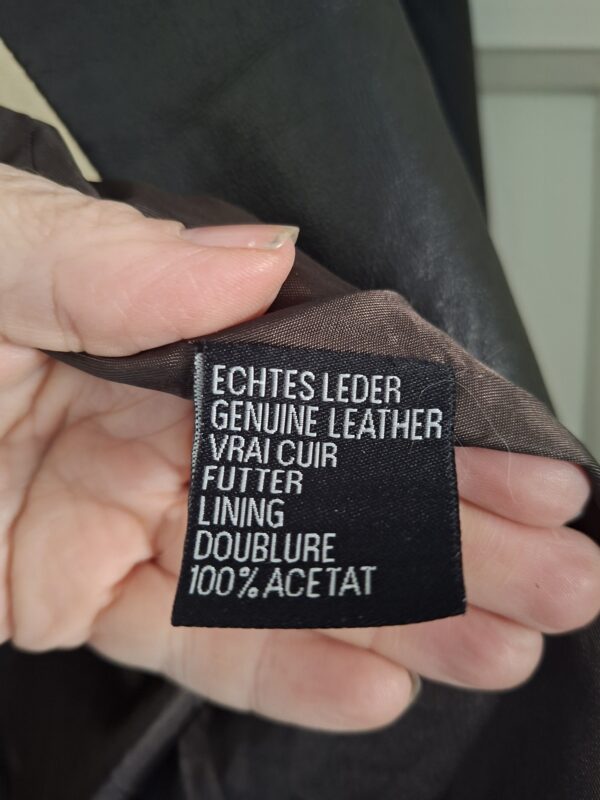 ECHTES LEDER
GENUINE LEATHER
VRAI CUIR
FUTTER
LINING
DOUBLURE
100% ACETAT